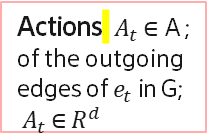 Actions A_t ∈ A ;
of the outgoing
edges of e_t in G;
A_t ∈ R^d